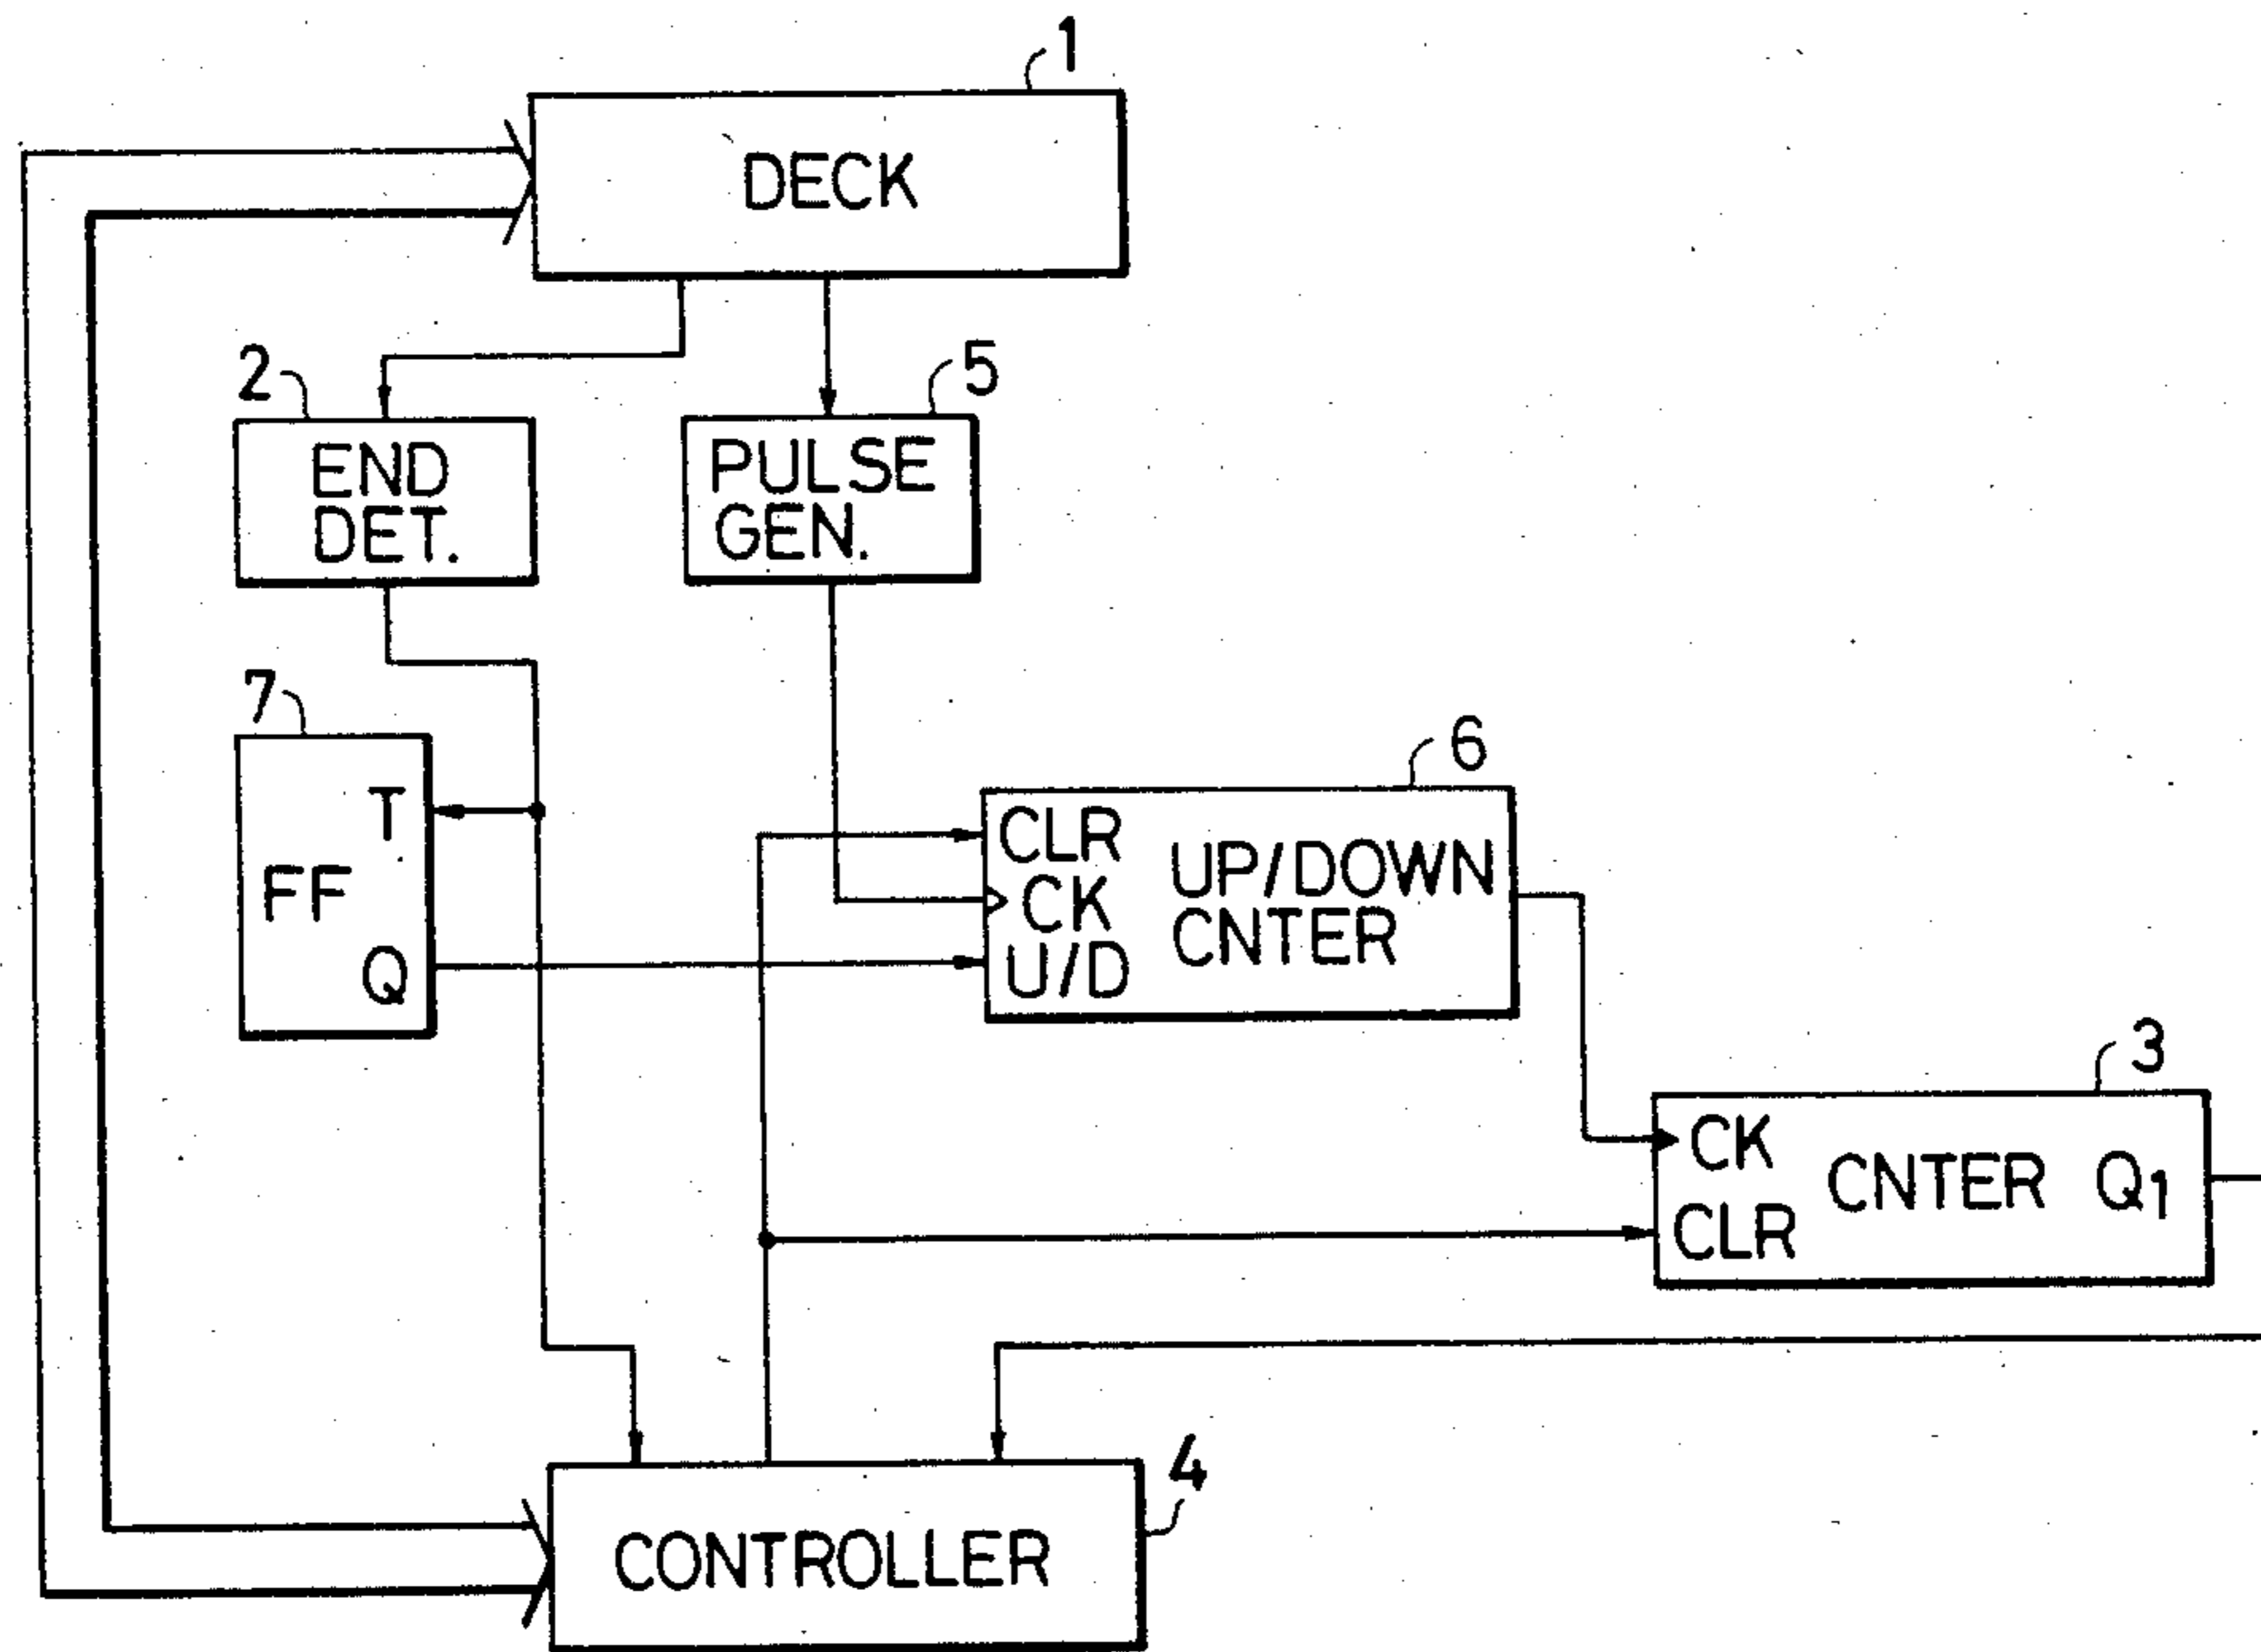 1
DECK
2
5
END
DET.
PULSE
GEN.
7
6
T
FF
Q
CLR
CK
U/D
UP/DOWN
CNTER
3
CK
CLR
CNTER Q1
4
CONTROLLER